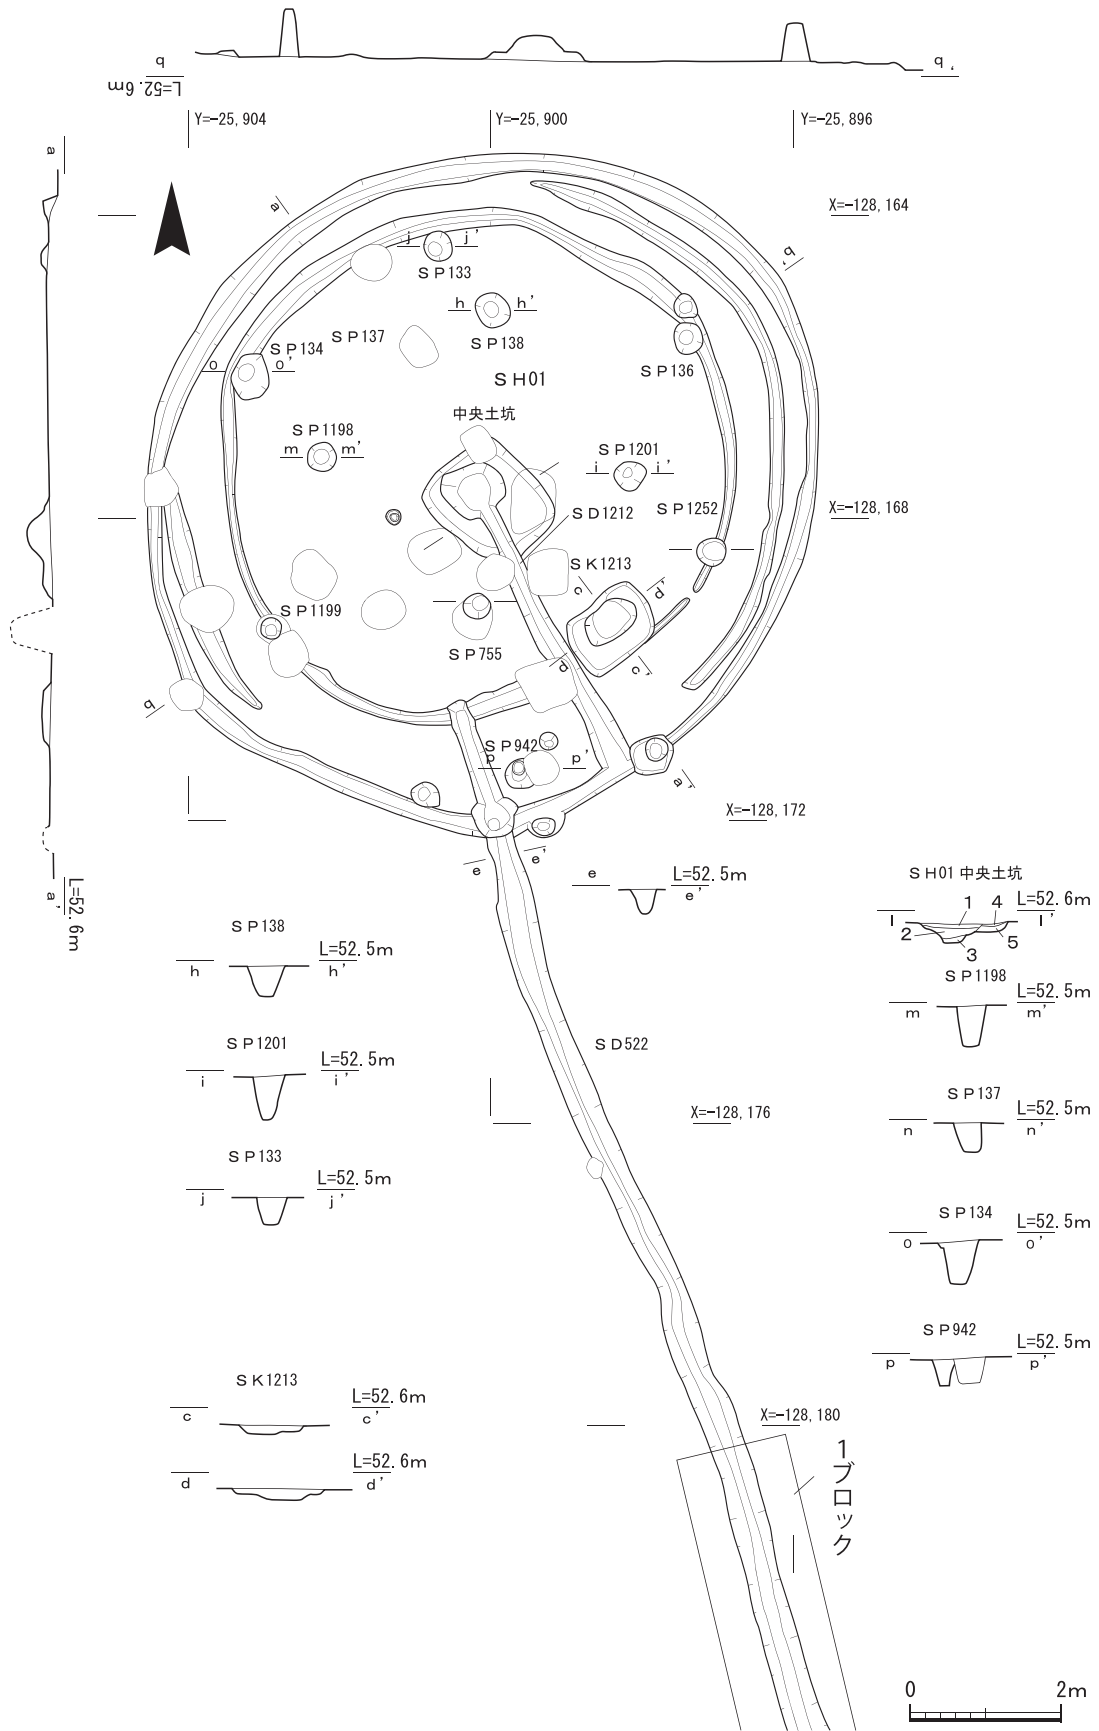 b
L=52.6m
b'
Y=-25,904
Y=-25,900
Y=-25,896
a
X=-128,164
a
b'
j j'
SP133
h h'
SP138
SP137
SP134
o o'
SP136
SH01
中央土坑
SP1198
m m'
SP1201
i i'
SD1212
SP1252
X=-128,168
SK1213
c
d'
SP1199
SP755
d
c'
b
SP942
p p'
a'
X=-128,172
e e'
e
L=52.5m
e'
a'
L=52.6m
SH01 中央土坑
L=52.6m
l l'
1
2
3
4
5
SP138
L=52.5m
h h'
SP1198
L=52.5m
m m'
SP1201
L=52.5m
i i'
SD522
SP137
L=52.5m
n n'
X=-128,176
SP133
L=52.5m
j j'
SP134
L=52.5m
o o'
SP942
L=52.5m
p p'
SK1213
L=52.6m
c c'
L=52.6m
d d'
X=-128,180
1ブロック
0 2m